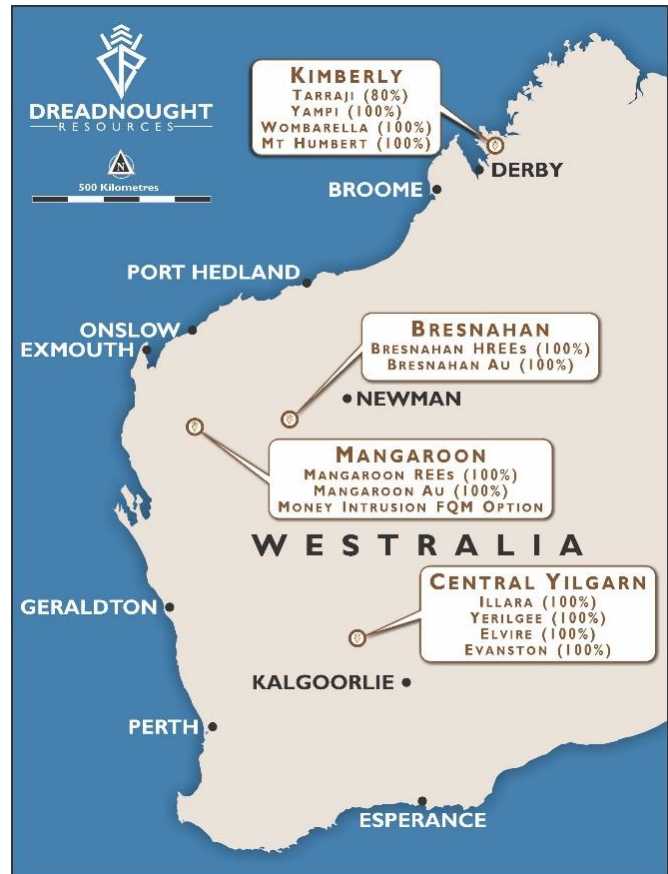 DREADNOUGHT
RESOURCES
N
500 Kilometres
KIMBERLY
TARRAJI (80%)
YAMPI (100%)
WOMBARELLA (100%)
MT HUMBERT (100%)
DERBY
BROOME
PORT HEDLAND
ONSLOW
EXMOUTH
BRESNAHAN
BRESNAHAN HREES (100%)
BRESNAHAN AU (100%)
NEWMAN
MANGAROON
MANGAROON REES (100%)
MANGAROON AU (100%)
MONEY INTRUSION FQM OPTION
WESTRALIA
CENTRAL YILGARN
ILLARA (100%)
YERILGEE (100%)
ELVIRE (100%)
EVANSTON (100%)
GERALDTON
KALGOORLIE
PERTH
ESPERANCE